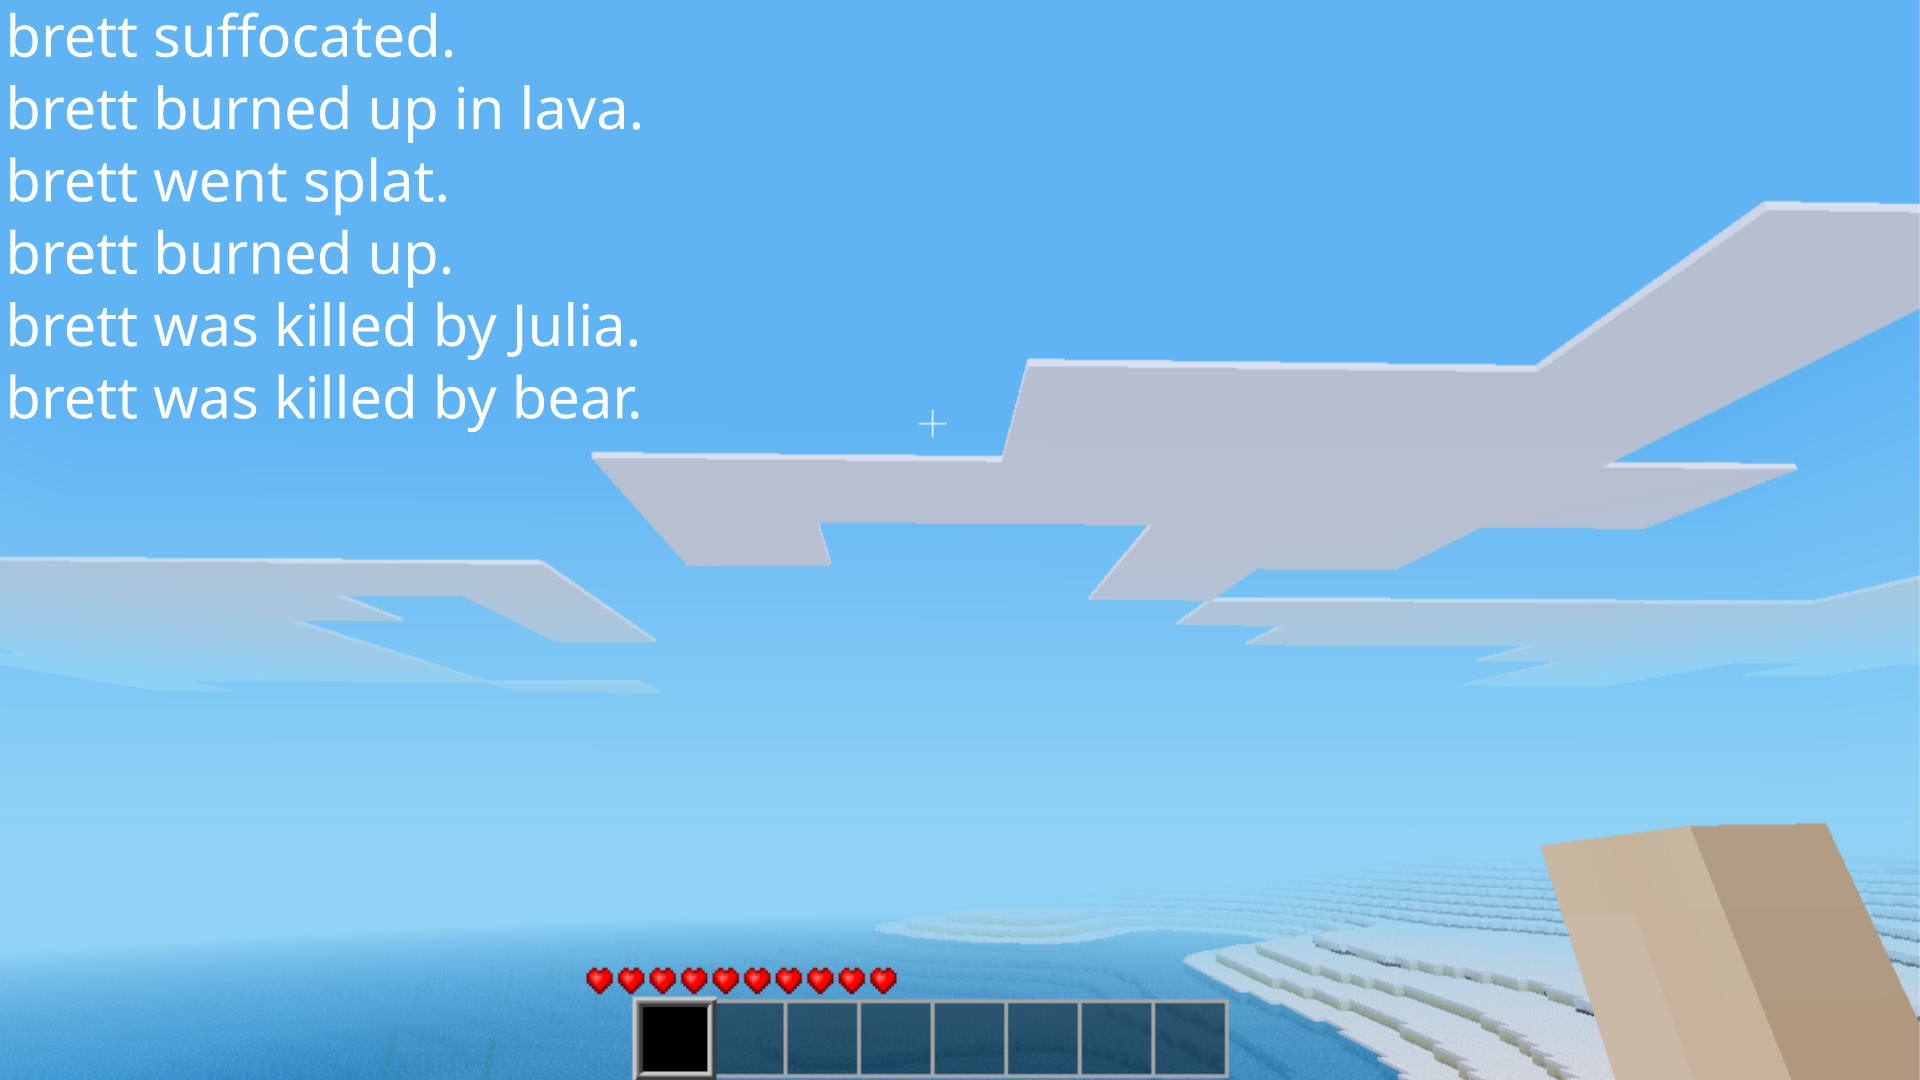 brett suffocated.
brett burned up in lava.
brett went splat.
brett burned up.
brett was killed by Julia.
brett was killed by bear.